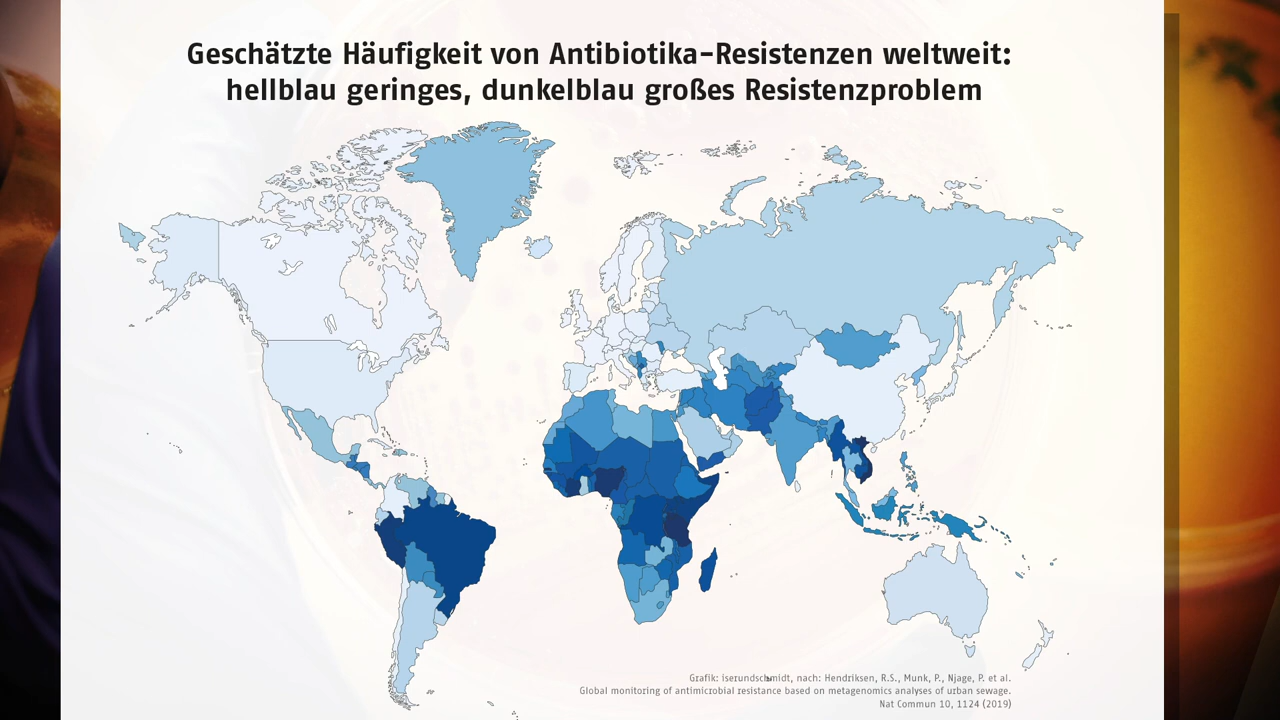 Geschätzte Häufigkeit von Antibiotika-Resistenzen weltweit:
hellblau geringes, dunkelblau großes Resistenzproblem
Grafik: iserundschmidt, nach: Hendriksen, R.S., Munk, P., Njage, P. et al.
Global monitoring of antimicrobial resistance based on metagenomics analyses of urban sewage.
Nat Commun 10, 1124 (2019)